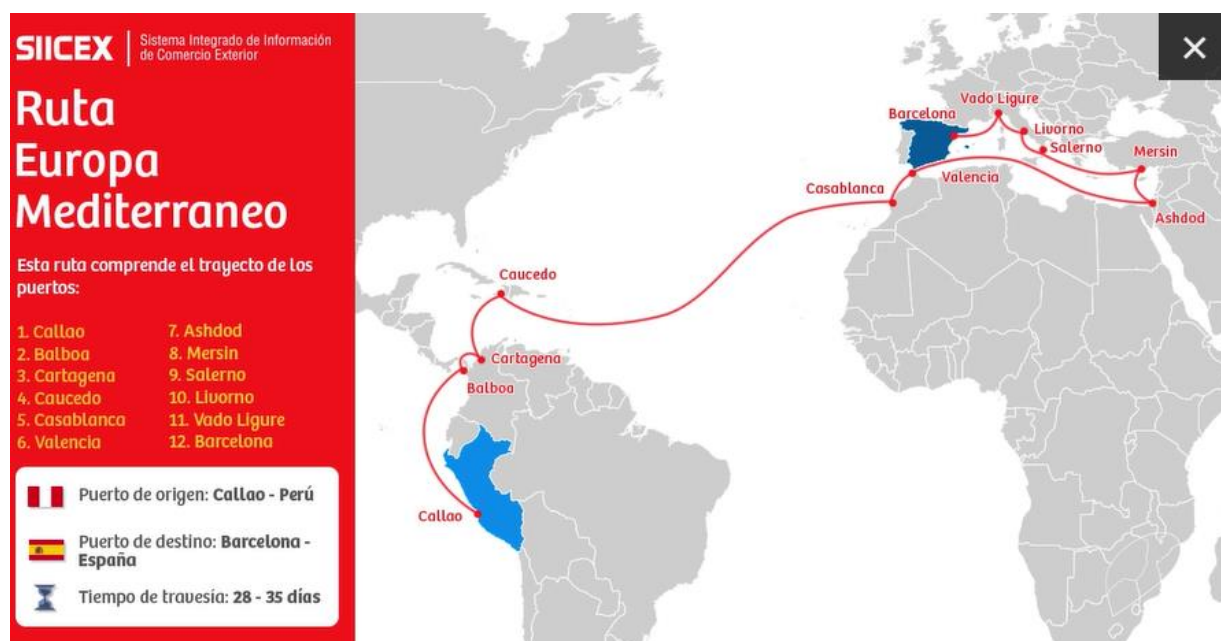 SIICEX
Sistema Integrado de Información
de Comercio Exterior
Ruta
Europa
Mediterraneo
Esta ruta comprende el trayecto de los
puertos:
1. Callao
2. Balboa
3. Cartagena
4. Caucedo
5. Casablanca
6. Valencia
7. Ashdod
8. Mersin
9. Salerno
10. Livorno
11. Vado Ligure
12. Barcelona
Puerto de origen: Callao - Perú
Puerto de destino: Barcelona -
España
Tiempo de travesía: 28 - 35 días
Vado Ligure
Barcelona
Livorno
Salerno
Mersin
Valencia
Casablanca
Ashdod
Caucedo
Cartagena
Balboa
Callao